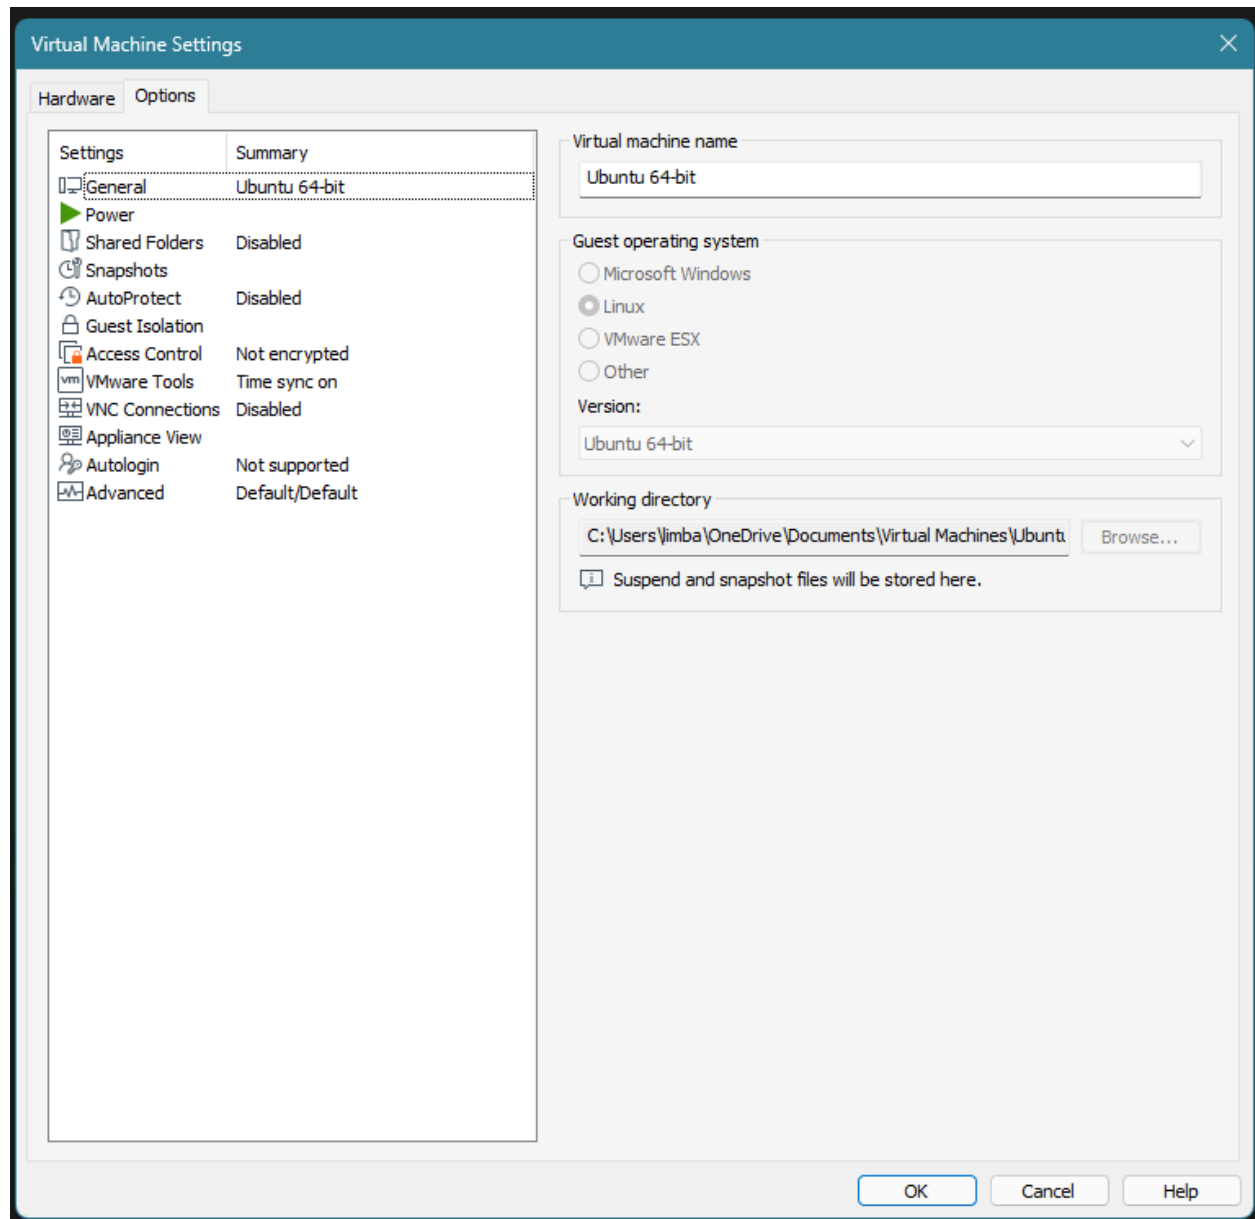 Virtual Machine Settings
Hardware Options
Settings Summary
General Ubuntu 64-bit
Power
Shared Folders Disabled
Snapshots
AutoProtect Disabled
Guest Isolation
Access Control Not encrypted
vm VMware Tools Time sync on
VNC Connections Disabled
Appliance View
Autologin Not supported
Advanced Default/Default
Virtual machine name
Ubuntu 64-bit
Guest operating system
Microsoft Windows
Linux
VMware ESX
Other
Version:
Ubuntu 64-bit
Working directory
C:\Users\limba\OneDrive\Documents\Virtual Machines\Ubuntu
Browse...
Suspend and snapshot files will be stored here.
OK Cancel Help